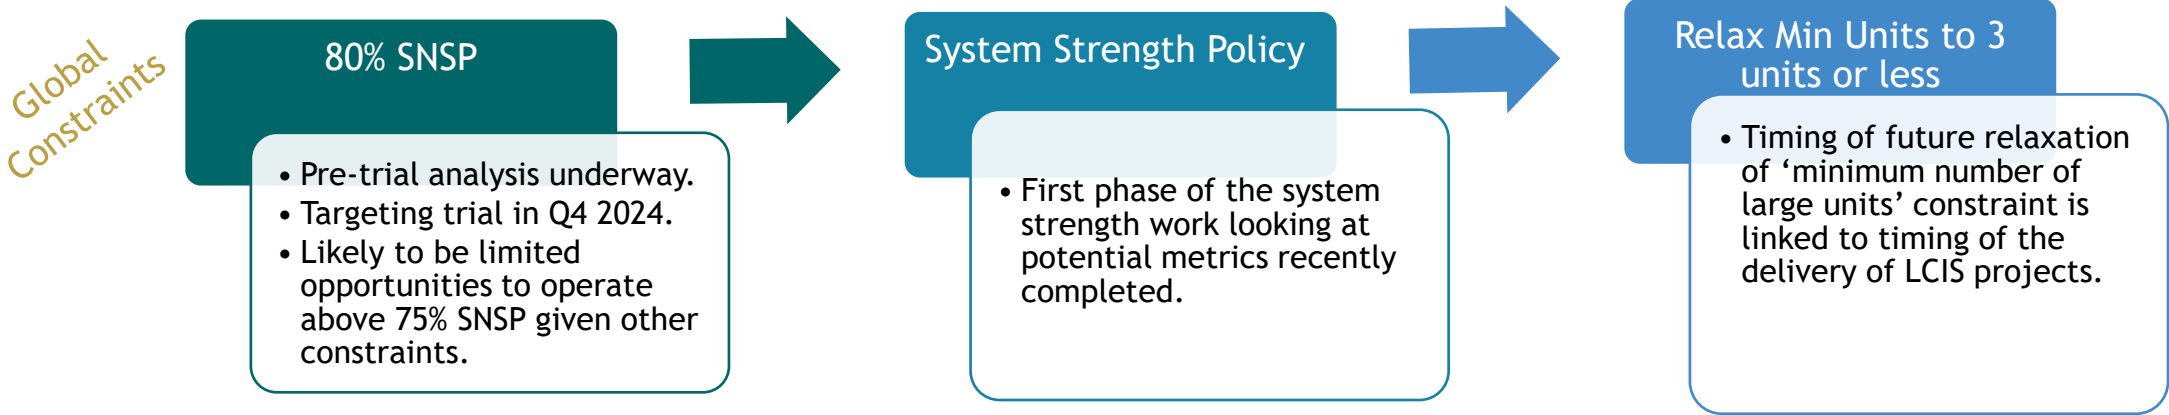 Global
Constraints
80% SNSP
• Pre-trial analysis underway.
• Targeting trial in Q4 2024.
• Likely to be limited
opportunities to operate
above 75% SNSP given other
constraints.
System Strength Policy
• First phase of the system
strength work looking at
potential metrics recently
completed.
Relax Min Units to 3
units or less
• Timing of future relaxation
of ‘minimum number of
large units’ constraint is
linked to timing of the
delivery of LCIS projects.